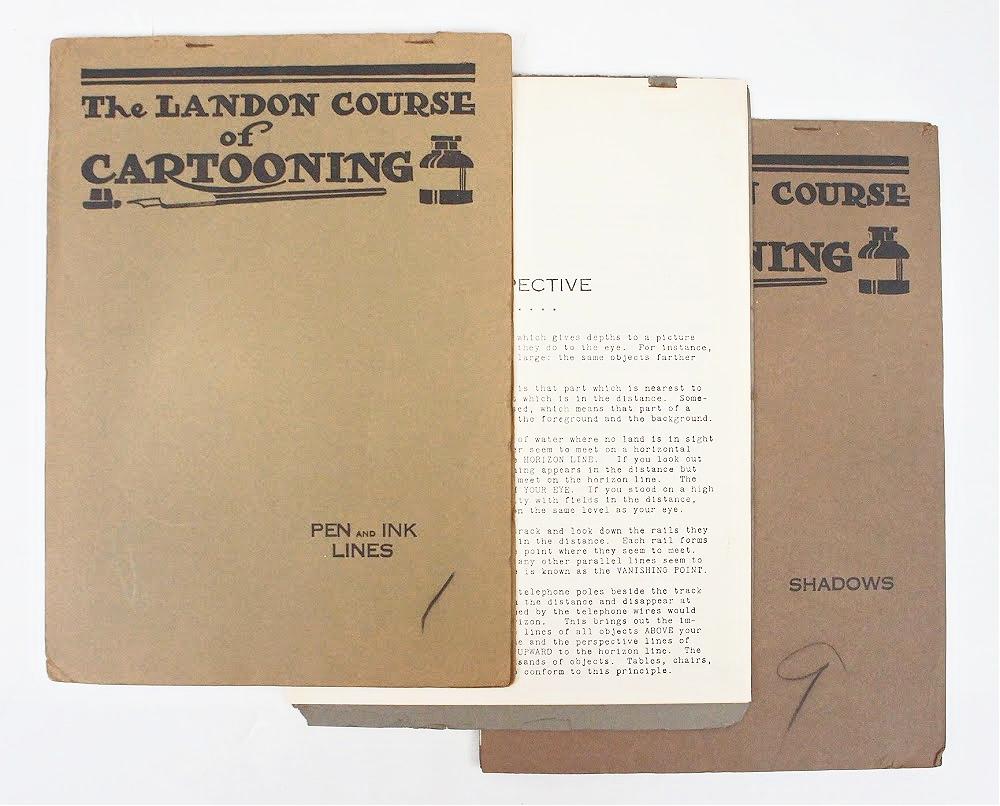 The LANDON COURSE
of
CARTOONING
PEN AND INK
LINES
1
PECTIVE
. . . .
which gives depths to a picture
they do to the eye. For instance,
large: the same objects farther
is that part which is nearest to
which is in the distance. Some-
sed, which means that part of a
the foreground and the background.
of water where no land is in sight
r seem to meet on a horizontal
HORIZON LINE. If you look out
ing appears in the distance but
meet on the horizon line. The
YOUR EYE. If you stood on a high
ty with fields in the distance,
n the same level as your eye.
rack and look down the rails they
in the distance. Each rail forms
point where they seem to meet.
any other parallel lines seem to
is known as the VANISHING POINT.
telephone poles beside the track
the distance and disappear at
ed by the telephone wires would
izon. This brings out the im-
lines of all objects ABOVE your
e and the perspective lines of
UPWARD to the horizon line. The
sands of objects. Tables, chairs,
conform to this principle.
COURSE
NING
SHADOWS
9